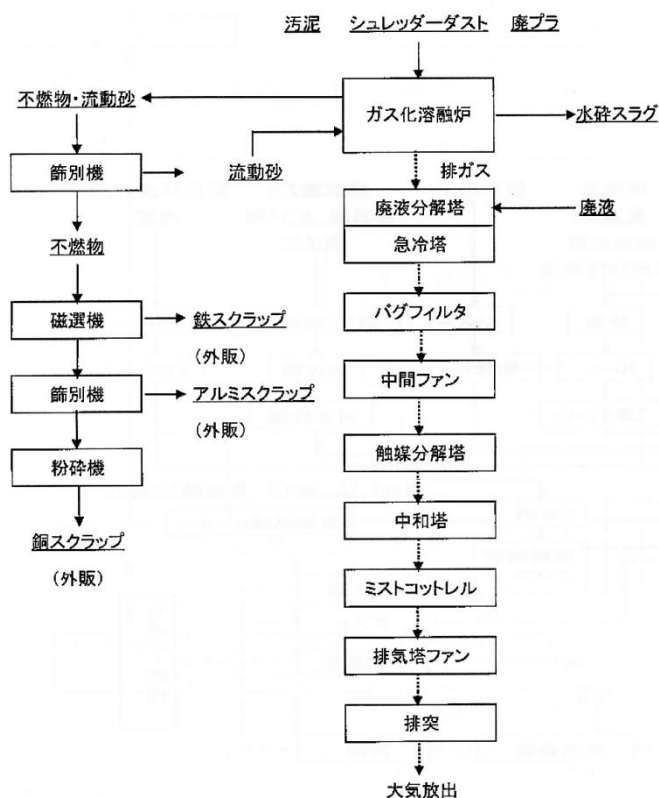 汚泥 シュレッダーダスト 廃プラ
不燃物・流動砂
ガス化溶融炉
水砕スラグ
篩別機
流動砂
排ガス
廃液分解塔
廃液
不燃物
急冷塔
磁選機
鉄スクラップ
(外販)
バグフィルタ
中間ファン
篩別機
アルミスクラップ
(外販)
粉砕機
触媒分解塔
銅スクラップ
(外販)
中和塔
ミストコットレル
排気塔ファン
排突
大気放出